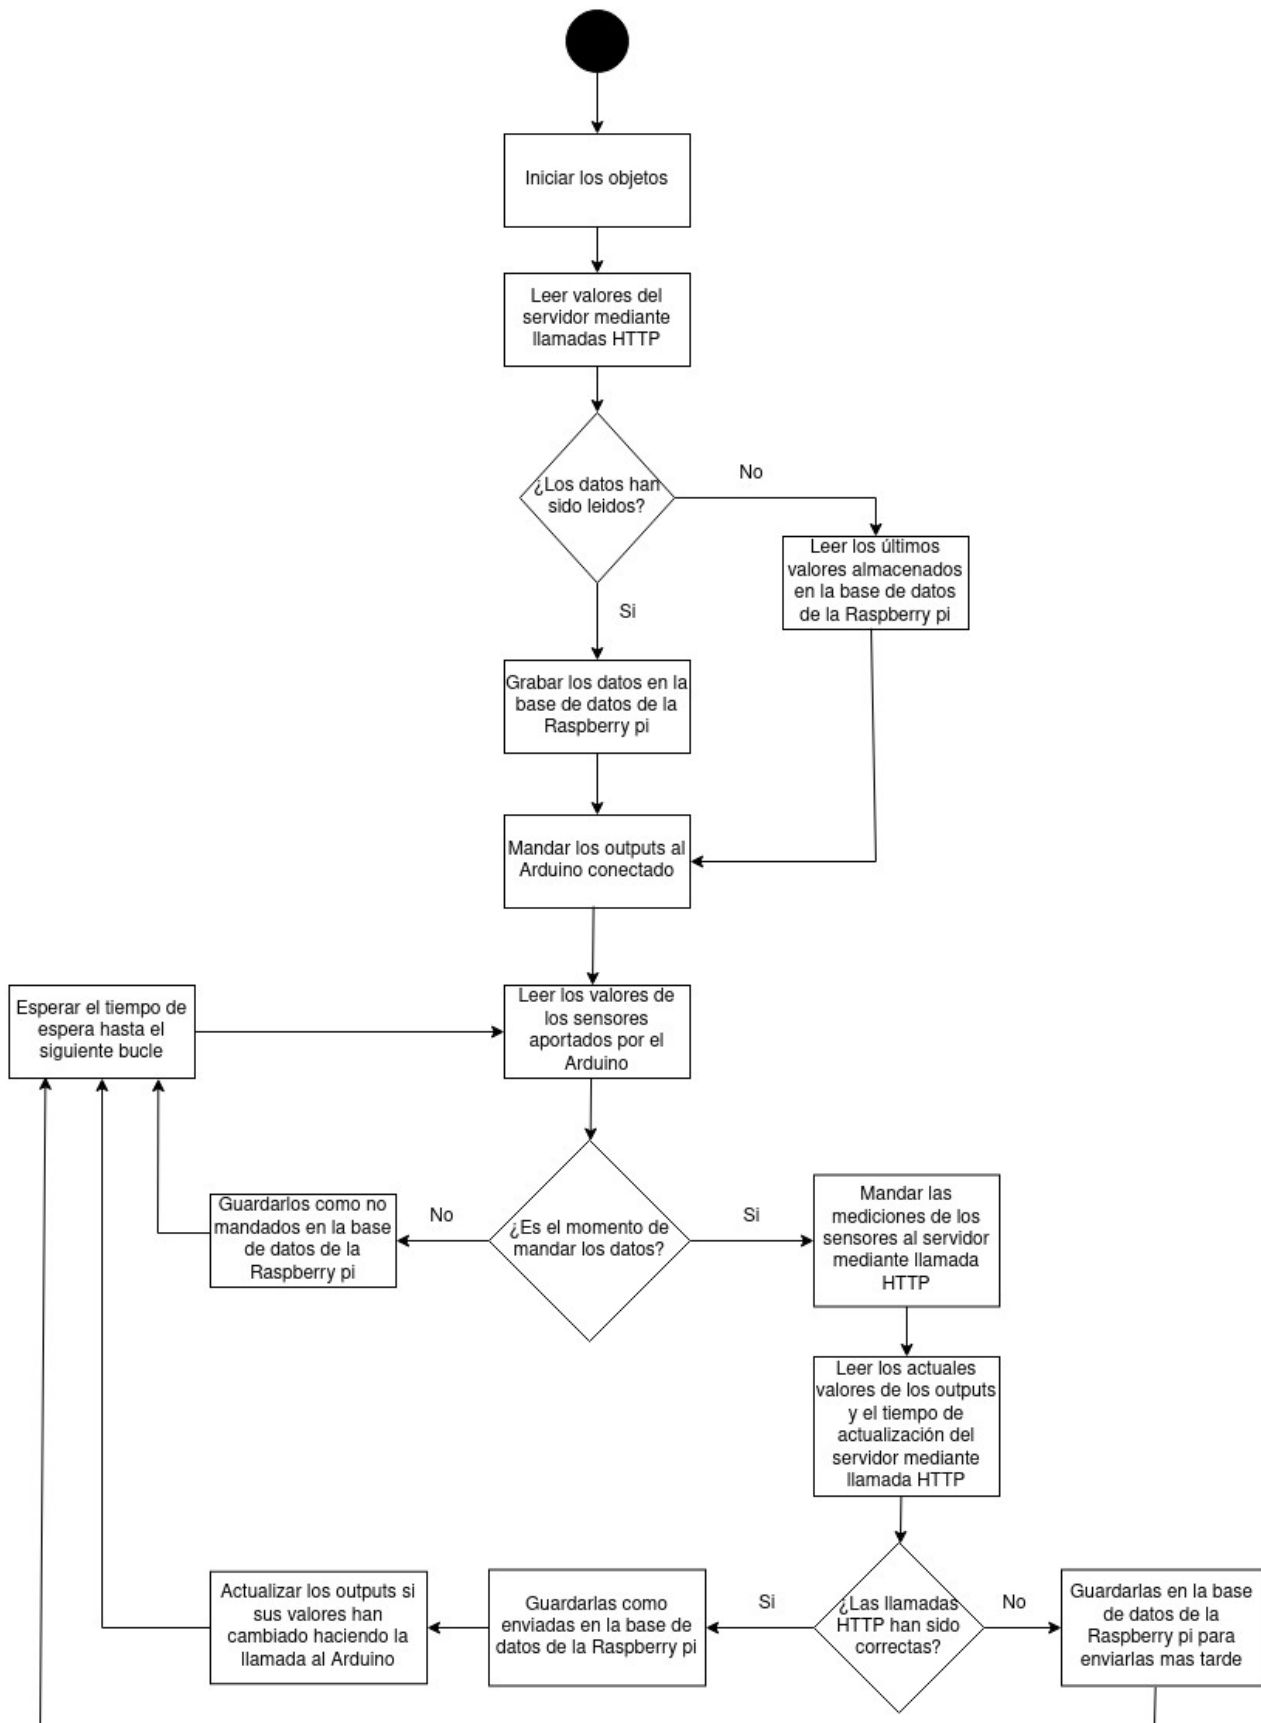 Iniciar los objetos
Leer valores del
servidor mediante
llamadas HTTP
¿Los datos han
sido leidos?
No
Leer los últimos
valores almacenados
en la base de datos
de la Raspberry pi
Si
Grabar los datos en la
base de datos de la
Raspberry pi
Mandar los outputs al
Arduino conectado
Esperar el tiempo de
espera hasta el
siguiente bucle
Leer los valores de
los sensores
aportados por el
Arduino
Guardarlos como no
mandados en la base
de datos de la
Raspberry pi
No
¿Es el momento de
mandar los datos?
Si
Mandar las
mediciones de los
sensores al servidor
mediante llamada
HTTP
Leer los actuales
valores de los outputs
y el tiempo de
actualización del
servidor mediante
llamada HTTP
Actualizar los outputs si
sus valores han
cambiado haciendo la
llamada al Arduino
Guardarlas como
enviadas en la base de
datos de la Raspberry pi
Si
¿Las llamadas
HTTP han sido
correctas?
No
Guardarlas en la base
de datos de la
Raspberry pi para
enviarlas mas tarde